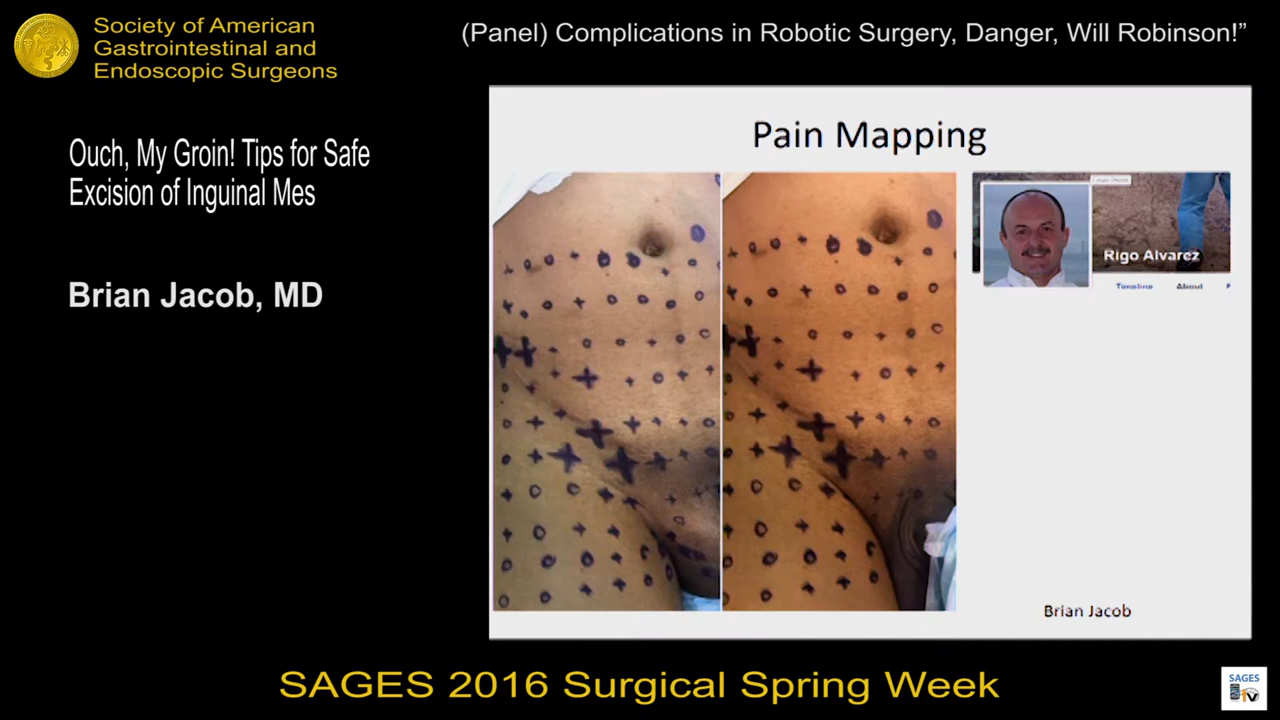 Society of American
Gastrointestinal and
Endoscopic Surgeons
(Panel) Complications in Robotic Surgery, Danger, Will Robinson!”
Ouch, My Groin! Tips for Safe
Excision of Inguinal Mes
Brian Jacob, MD
Pain Mapping
Rigo Alvarez
Timeline About
Brian Jacob
SAGES 2016 Surgical Spring Week
SAGES
tv